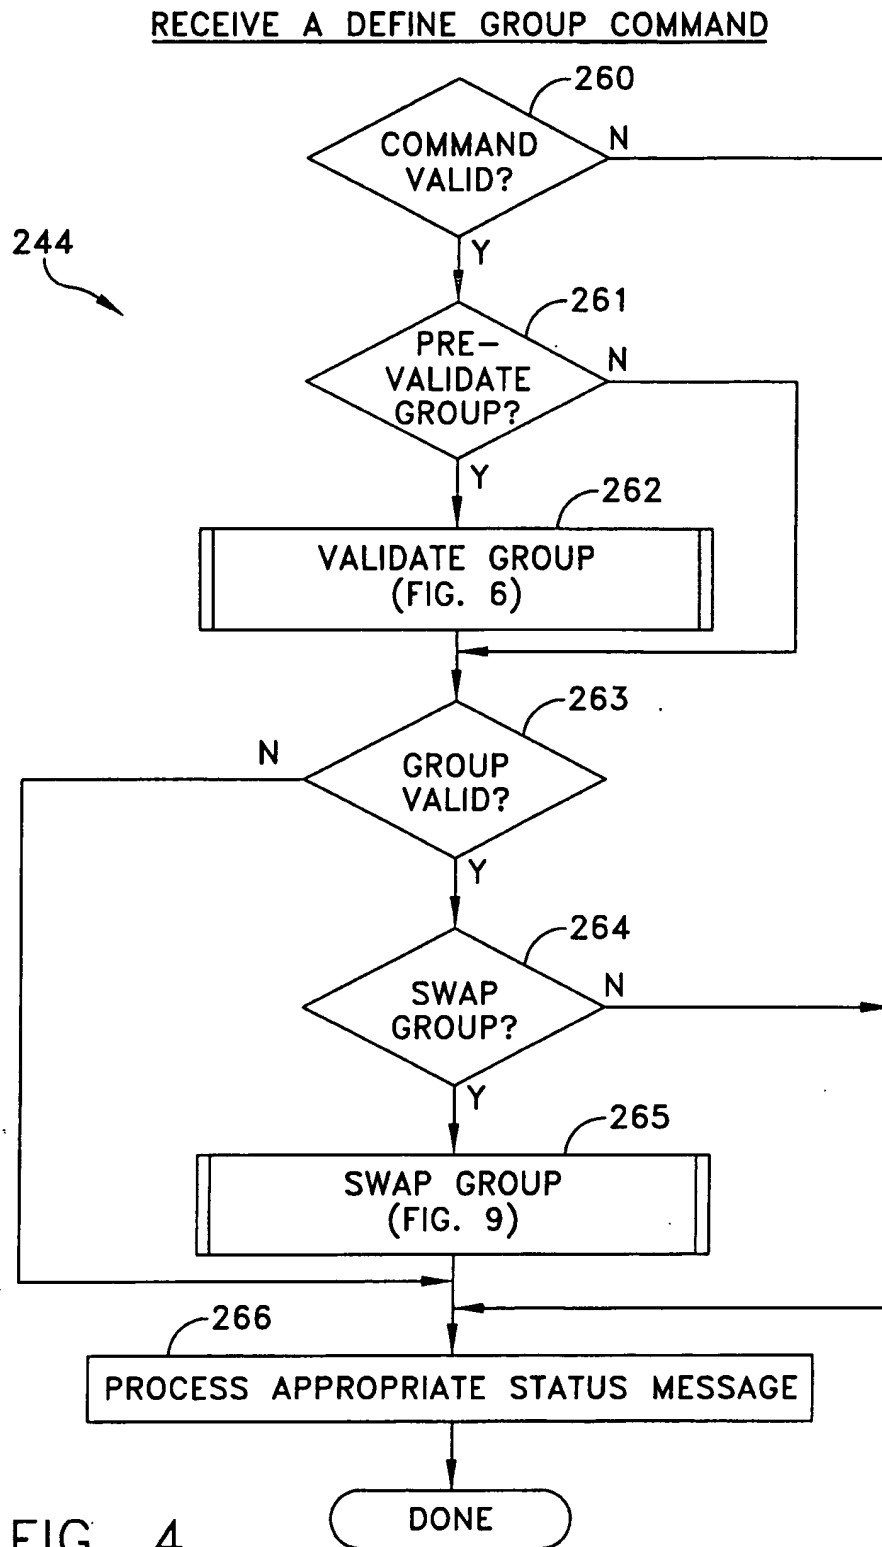 RECEIVE A DEFINE GROUP COMMAND
260
COMMAND
VALID?
N
Y
244
261
PRE-
VALIDATE
GROUP?
N
Y
262
VALIDATE GROUP
(FIG. 6)
263
N
GROUP
VALID?
Y
264
SWAP
GROUP?
N
Y
265
SWAP GROUP
(FIG. 9)
266
PROCESS APPROPRIATE STATUS MESSAGE
DONE
FIG. 4